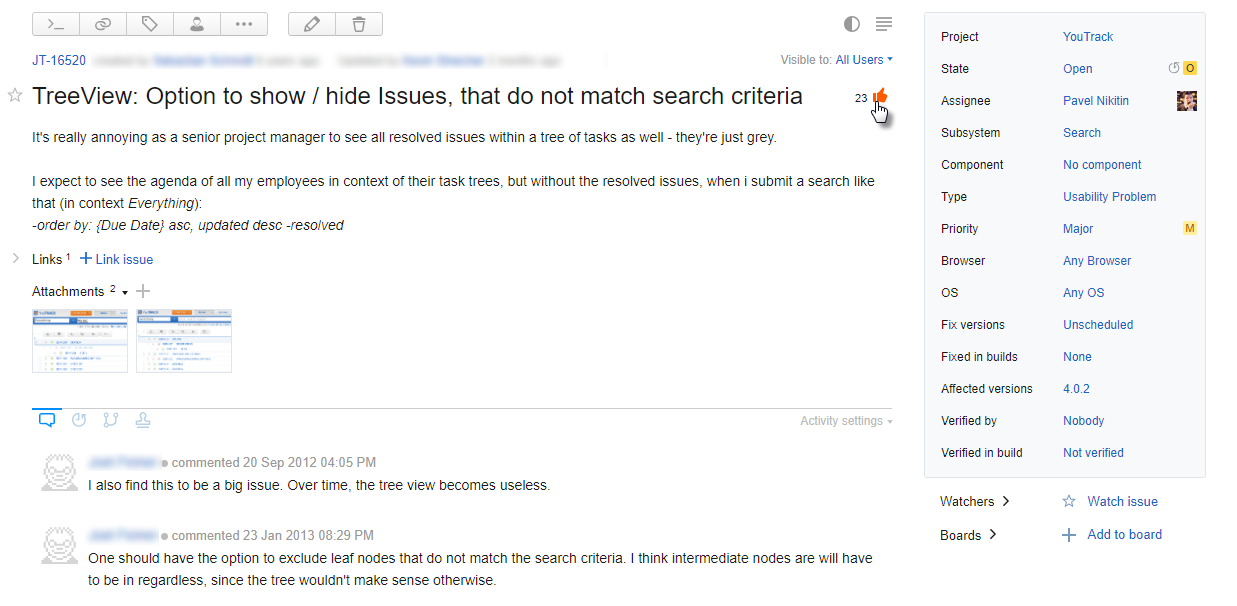 JT-16520
Visible to: All Users
TreeView: Option to show / hide Issues, that do not match search criteria
23
It's really annoying as a senior project manager to see all resolved issues within a tree of tasks as well - they're just grey.
I expect to see the agenda of all my employees in context of their task trees, but without the resolved issues, when i submit a search like
that (in context Everything):
-order by: {Due Date} asc, updated desc -resolved
Links 1 Link issue
Attachments 2
Activity settings
commented 20 Sep 2012 04:05 PM
I also find this to be a big issue. Over time, the tree view becomes useless.
commented 23 Jan 2013 08:29 PM
One should have the option to exclude leaf nodes that do not match the search criteria. I think intermediate nodes are will have
to be in regardless, since the tree wouldn't make sense otherwise.
Project YouTrack
State Open O
Assignee Pavel Nikitin
Subsystem Search
Component No component
Type Usability Problem
Priority Major M
Browser Any Browser
OS Any OS
Fix versions Unscheduled
Fixed in builds None
Affected versions 4.0.2
Verified by Nobody
Verified in build Not verified
Watchers Watch issue
Boards Add to board